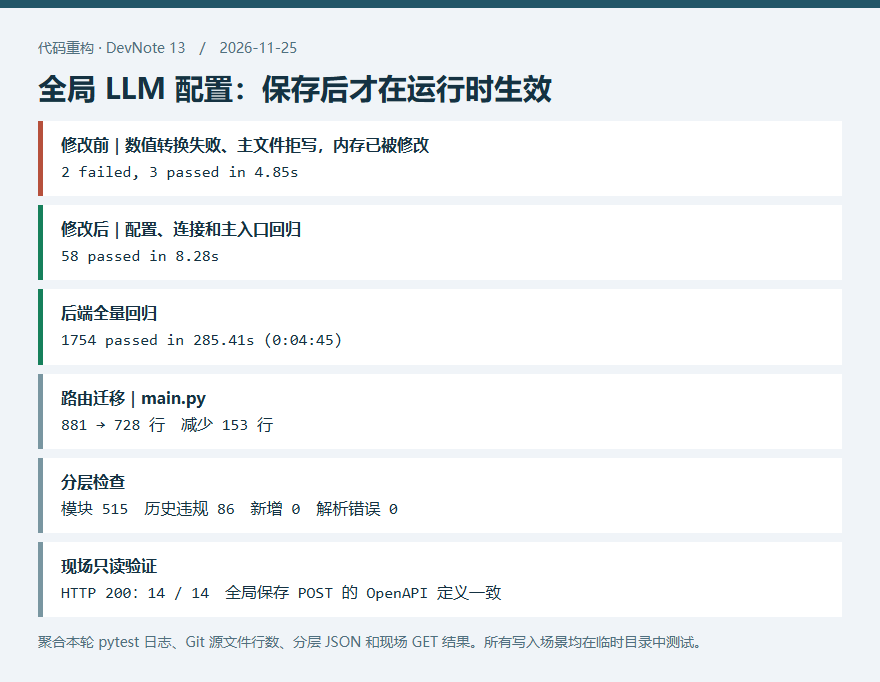 代码重构 · DevNote 13 / 2026-11-25
全局 LLM 配置：保存后才在运行时生效
修改前 | 数值转换失败、主文件拒写，内存已被修改
2 failed, 3 passed in 4.85s
修改后 | 配置、连接和主入口回归
58 passed in 8.28s
后端全量回归
1754 passed in 285.41s (0:04:45)
路由迁移 | main.py
881 → 728 行 减少 153 行
分层检查
模块 515 历史违规 86 新增 0 解析错误 0
现场只读验证
HTTP 200: 14 / 14 全局保存 POST 的 OpenAPI 定义一致
聚合本轮 pytest 日志、Git 源文件行数、分层 JSON 和现场 GET 结果。所有写入场景均在临时目录中测试。